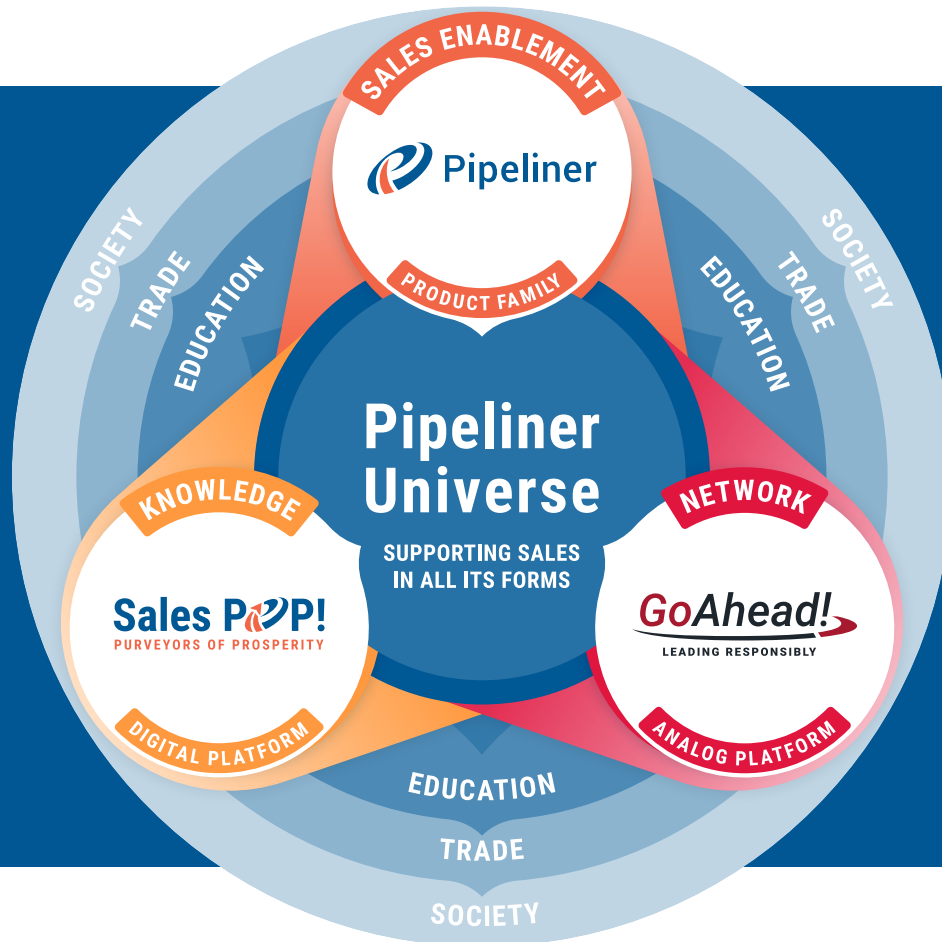 SALES ENABLEMENT
Pipeliner
PRODUCT FAMILY
SOCIETY
TRADE
EDUCATION
EDUCATION
TRADE
SOCIETY
Pipeliner
Universe
SUPPORTING SALES
IN ALL ITS FORMS
KNOWLEDGE
Sales POP!
PURVEYORS OF PROSPERITY
DIGITAL PLATFORM
NETWORK
GoAhead!
LEADING RESPONSIBLY
ANALOG PLATFORM
EDUCATION
TRADE
SOCIETY